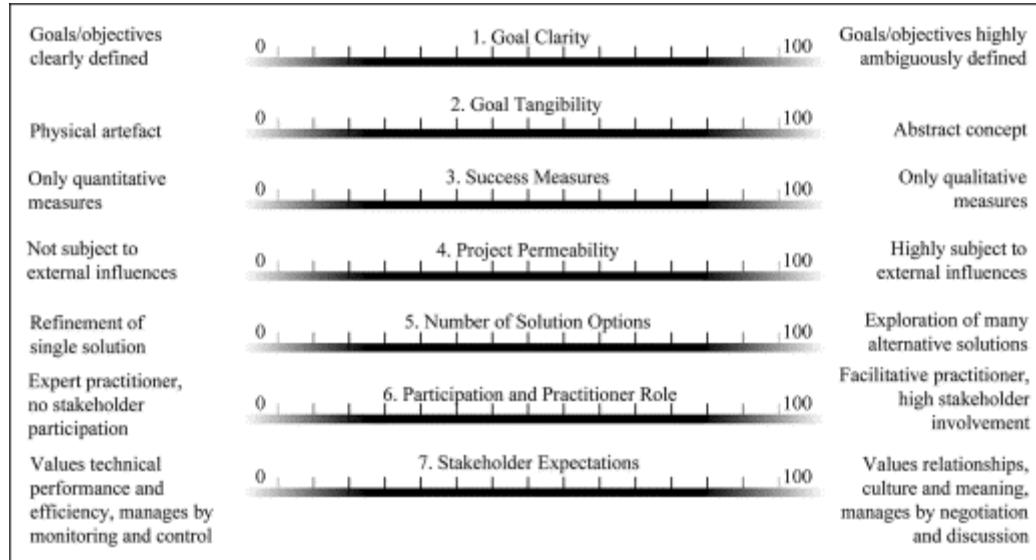 Goals/objectives
clearly defined
0
1. Goal Clarity
100
Goals/objectives highly
ambiguously defined
Physical artefact
0
2. Goal Tangibility
100
Abstract concept
Only quantitative
measures
0
3. Success Measures
100
Only qualitative
measures
Not subject to
external influences
0
4. Project Permeability
100
Highly subject to
external influences
Refinement of
single solution
0
5. Number of Solution Options
100
Exploration of many
alternative solutions
Expert practitioner,
no stakeholder
participation
0
6. Participation and Practitioner Role
100
Facilitative practitioner,
high stakeholder
involvement
Values technical
performance and
efficiency, manages by
monitoring and control
0
7. Stakeholder Expectations
100
Values relationships,
culture and meaning,
manages by negotiation
and discussion